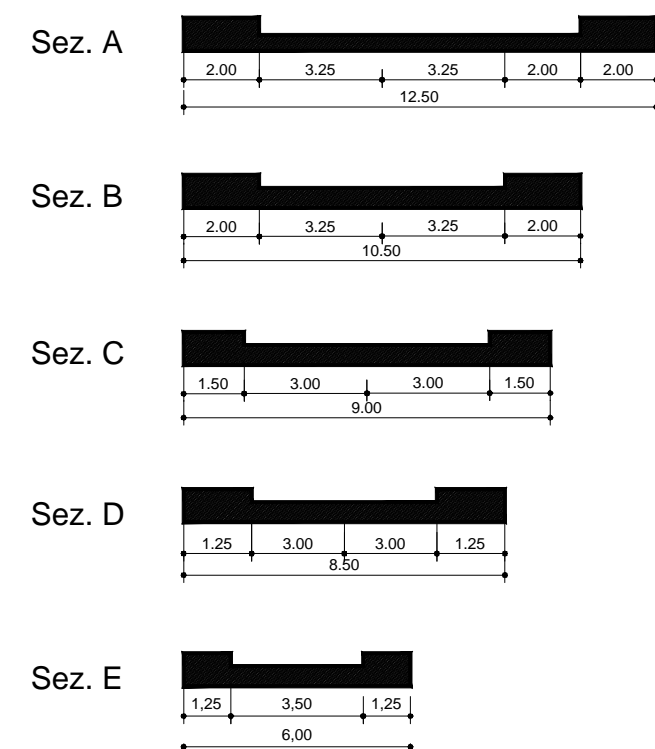 Sez. A
2.00 3.25 3.25 2.00 2.00
12.50
Sez. B
2.00 3.25 3.25 2.00
10.50
Sez. C
1.50 3.00 3.00 1.50
9.00
Sez. D
1.25 3.00 3.00 1.25
8.50
Sez. E
1,25 3,50 1,25
6,00